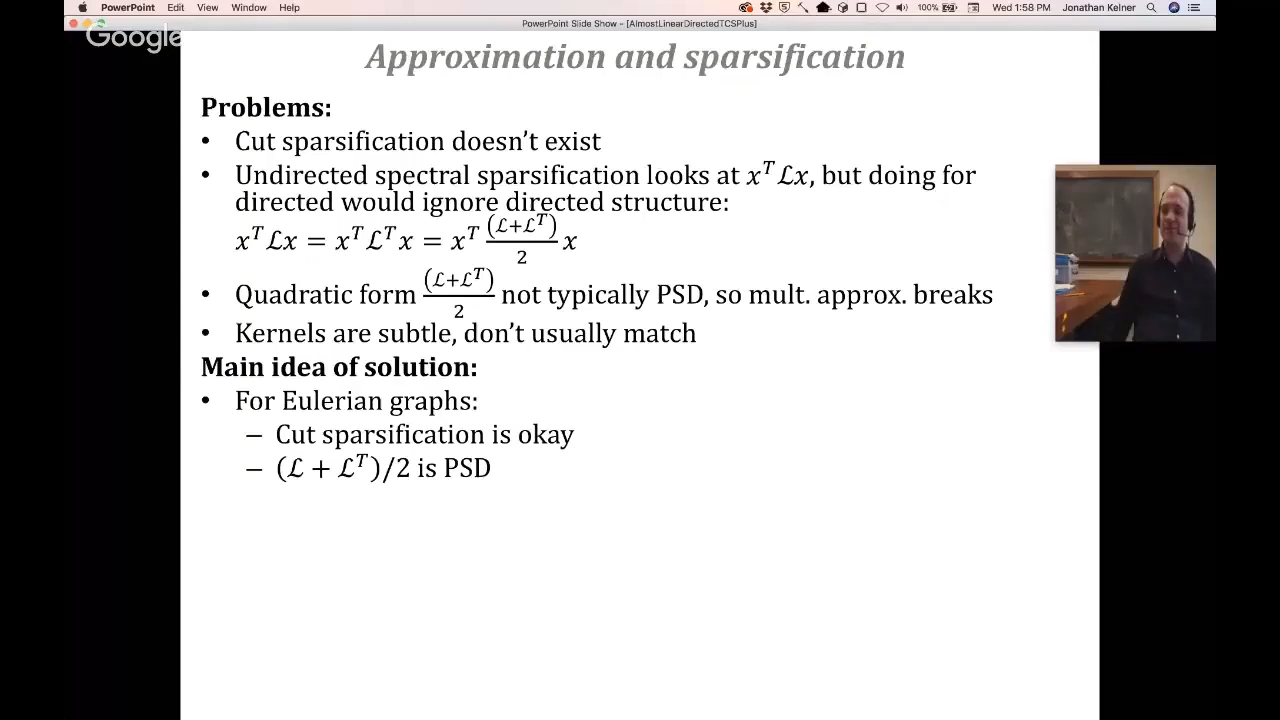 PowerPoint File Edit View Window Help 100% Wed 1:58 PM Jonathan Kelner
PowerPoint Slide Show - [AlmostLinearDirectedTCSPlus]
Google
Approximation and sparsification
Problems:
• Cut sparsification doesn't exist
• Undirected spectral sparsification looks at x^T ℒx, but doing for
directed would ignore directed structure:
x^T ℒx = x^T ℒ^T x = x^T (ℒ+ℒ^T)/2 x
• Quadratic form (ℒ+ℒ^T)/2 not typically PSD, so mult. approx. breaks
• Kernels are subtle, don't usually match
Main idea of solution:
• For Eulerian graphs:
– Cut sparsification is okay
– (ℒ + ℒ^T)/2 is PSD